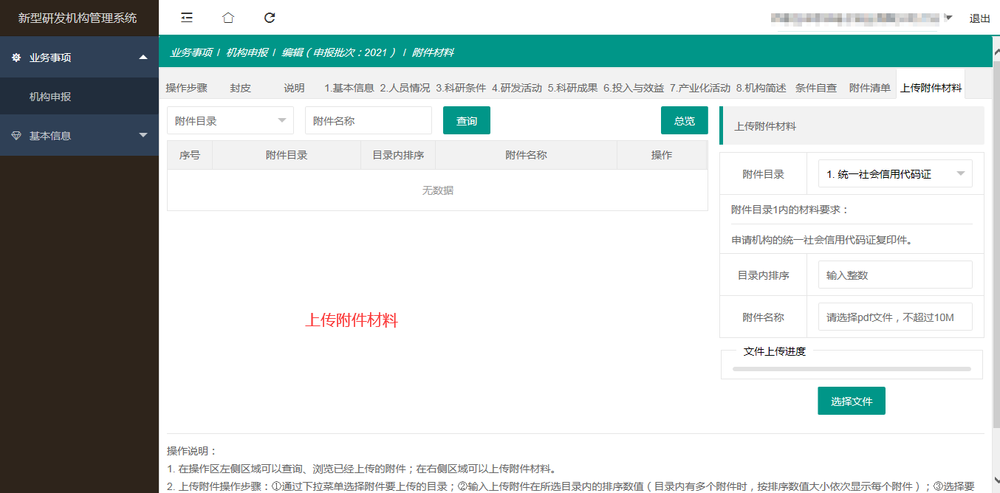 新型研发机构管理系统
退出
业务事项
机构申报
基本信息
业务事项 / 机构申报 / 编辑（申报批次：2021） / 附件材料
操作步骤 封皮 说明 1.基本信息 2.人员情况 3.科研条件 4.研发活动 5.科研成果 6.投入与效益 7.产业化活动 8.机构简述 条件自查 附件清单 上传附件材料
附件目录 附件名称 查询 总览
序号 附件目录 目录内排序 附件名称 操作
无数据
上传附件材料
上传附件材料
附件目录 1. 统一社会信用代码证
附件目录1内的材料要求：
申请机构的统一社会信用代码证复印件。
目录内排序 输入整数
附件名称 请选择pdf文件，不超过10M
文件上传进度
选择文件
操作说明：
1. 在操作区左侧区域可以查询、浏览已经上传的附件；在右侧区域可以上传附件材料。
2. 上传附件操作步骤：①通过下拉菜单选择附件要上传的目录；②输入上传附件在所选目录内的排序数值（目录内有多个附件时，按排序数值大小依次显示每个附件）；③选择要